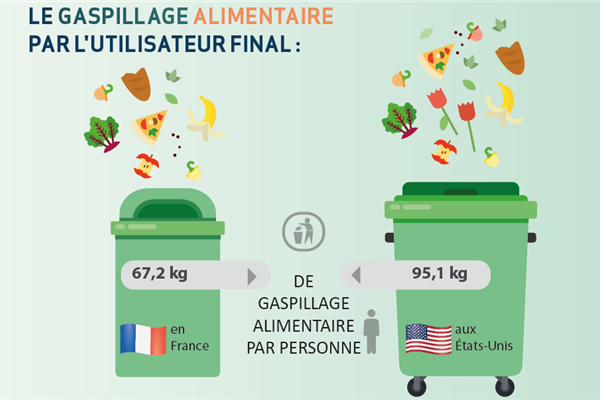 LE GASPILLAGE ALIMENTAIRE
PAR L'UTILISATEUR FINAL :
67,2 kg
95,1 kg
DE
GASPILLAGE
ALIMENTAIRE
PAR PERSONNE
en
France
aux
États-Unis